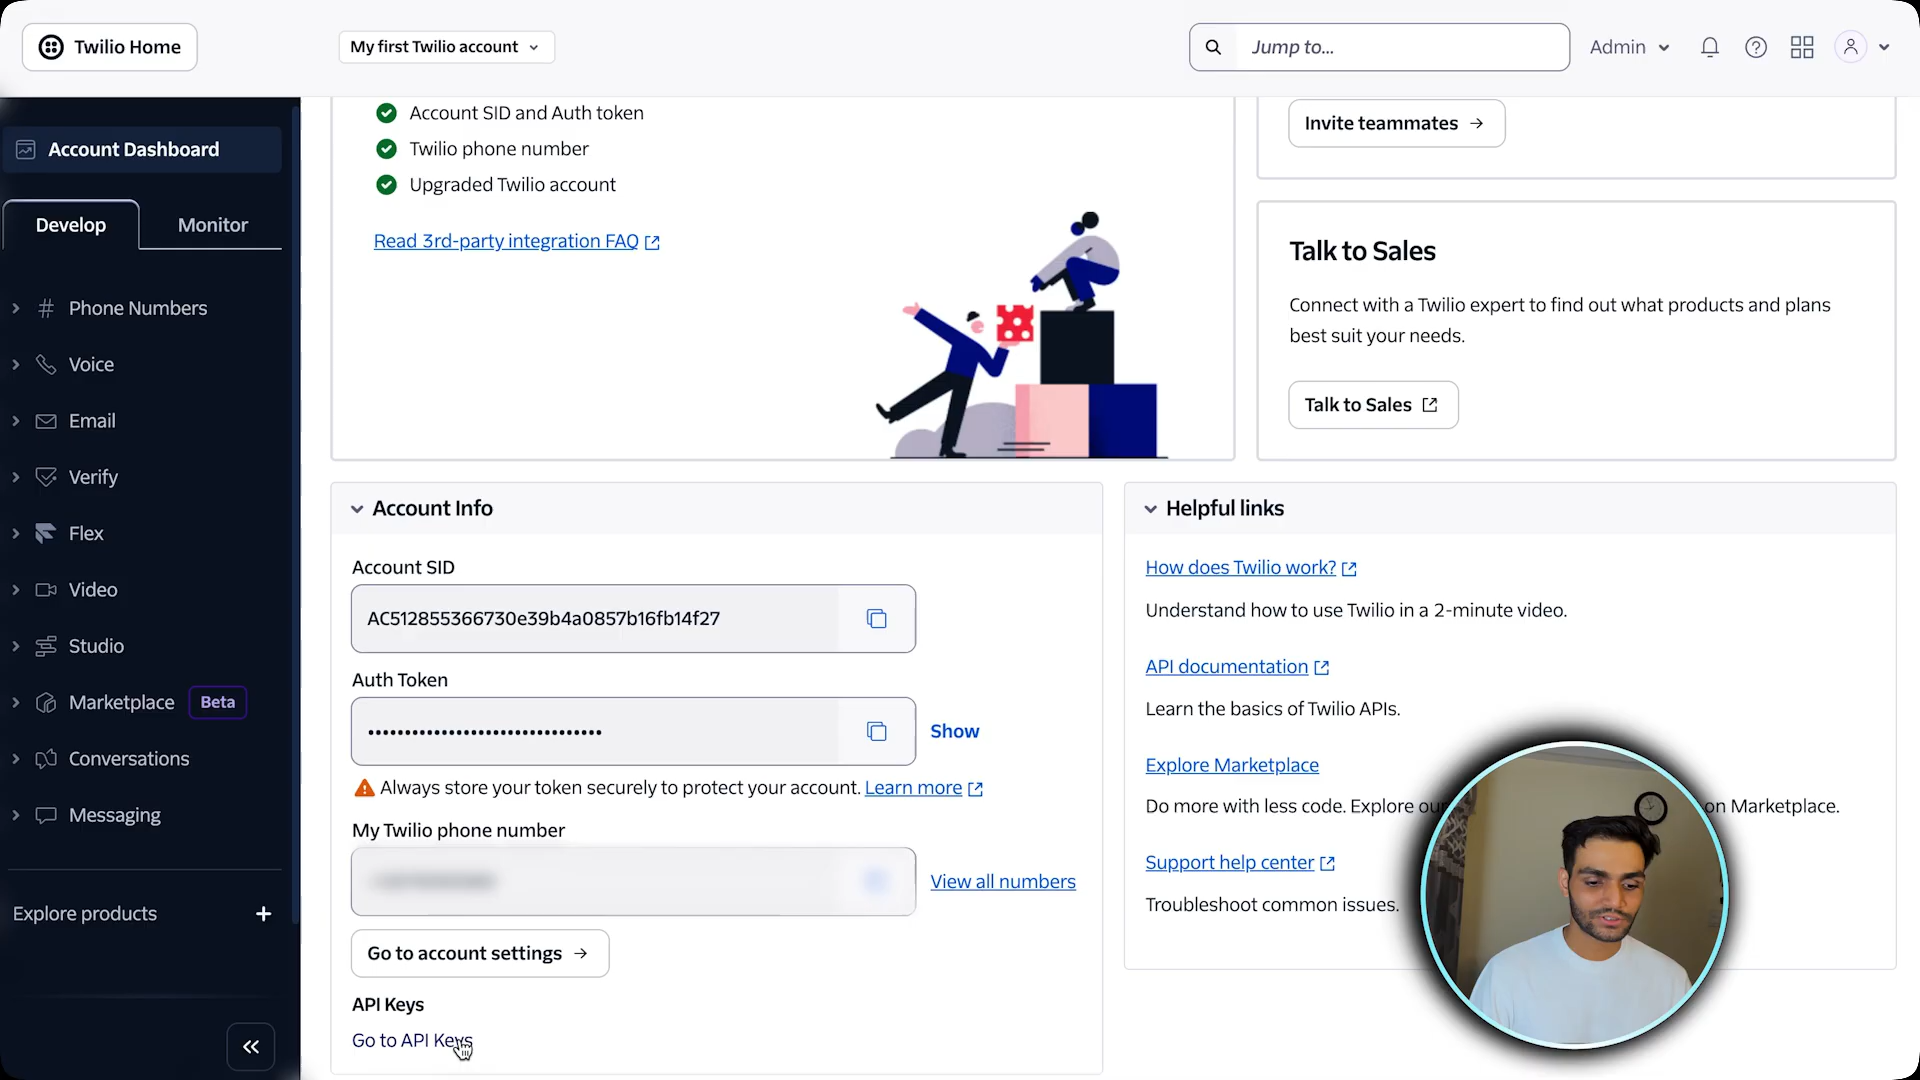 Twilio Home
My first Twilio account
Jump to...
Admin
Account Dashboard
Develop
Monitor
Phone Numbers
Voice
Email
Verify
Flex
Video
Studio
Marketplace
Beta
Conversations
Messaging
Explore products
Account SID and Auth token
Twilio phone number
Upgraded Twilio account
Read 3rd-party integration FAQ
Invite teammates
Talk to Sales
Connect with a Twilio expert to find out what products and plans
best suit your needs.
Talk to Sales
Account Info
Account SID
AC512855366730e39b4a0857b16fb14f27
Auth Token
Show
Always store your token securely to protect your account. Learn more
My Twilio phone number
View all numbers
Go to account settings
API Keys
Go to API Keys
Helpful links
How does Twilio work?
Understand how to use Twilio in a 2-minute video.
API documentation
Learn the basics of Twilio APIs.
Explore Marketplace
Do more with less code. Explore on Marketplace.
Support help center
Troubleshoot common issues.